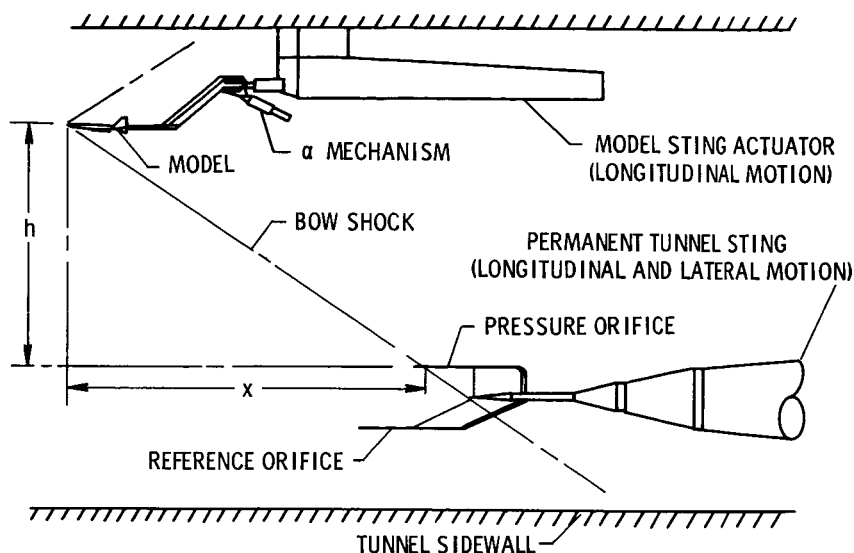 MODEL
α MECHANISM
MODEL STING ACTUATOR
(LONGITUDINAL MOTION)
h
BOW SHOCK
PERMANENT TUNNEL STING
(LONGITUDINAL AND LATERAL MOTION)
PRESSURE ORIFICE
x
REFERENCE ORIFICE
TUNNEL SIDEWALL